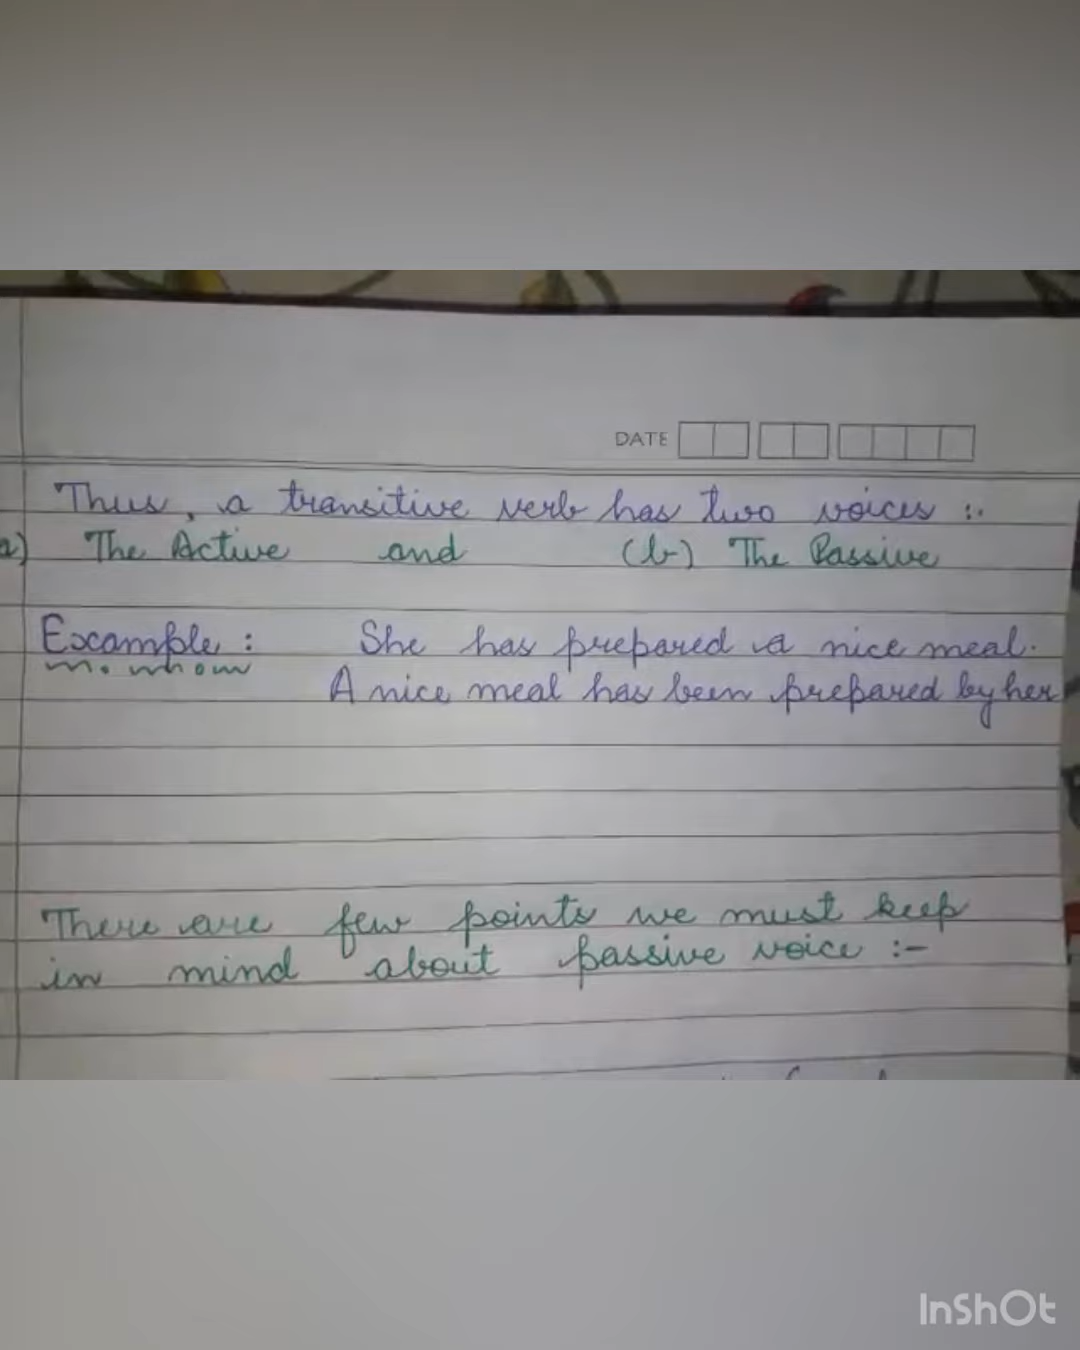 DATE
Thus, a transitive verb has two voices :.
a) The Active and (b) The Passive
Example : She has prepared a nice meal.
A nice meal has been prepared by her
There are few points we must keep
in mind about passive voice :-
InShOt